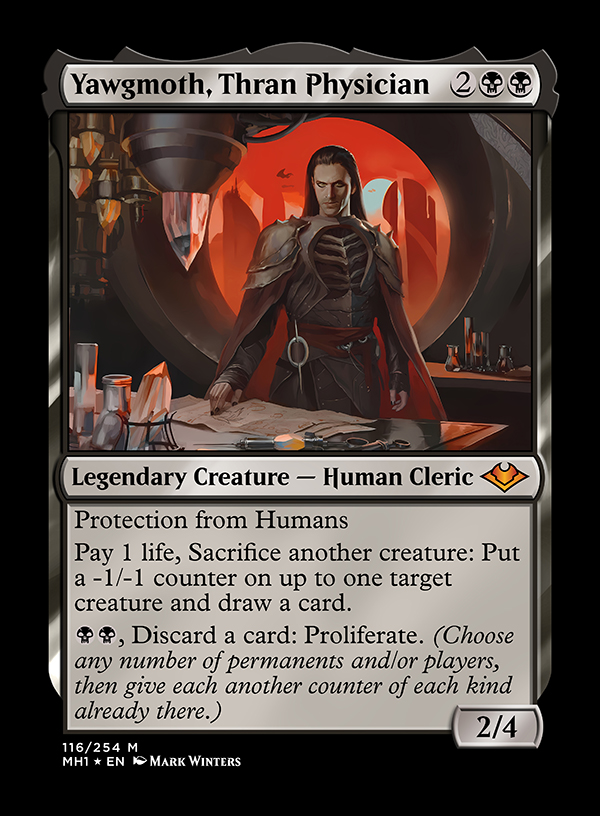 Yawgmoth, Thran Physician 2
Legendary Creature — Human Cleric
Protection from Humans
Pay 1 life, Sacrifice another creature: Put
a -1/-1 counter on up to one target
creature and draw a card.
, Discard a card: Proliferate. (Choose
any number of permanents and/or players,
then give each another counter of each kind
already there.)
2/4
116/254 M
MH1 ★ EN Mark Winters